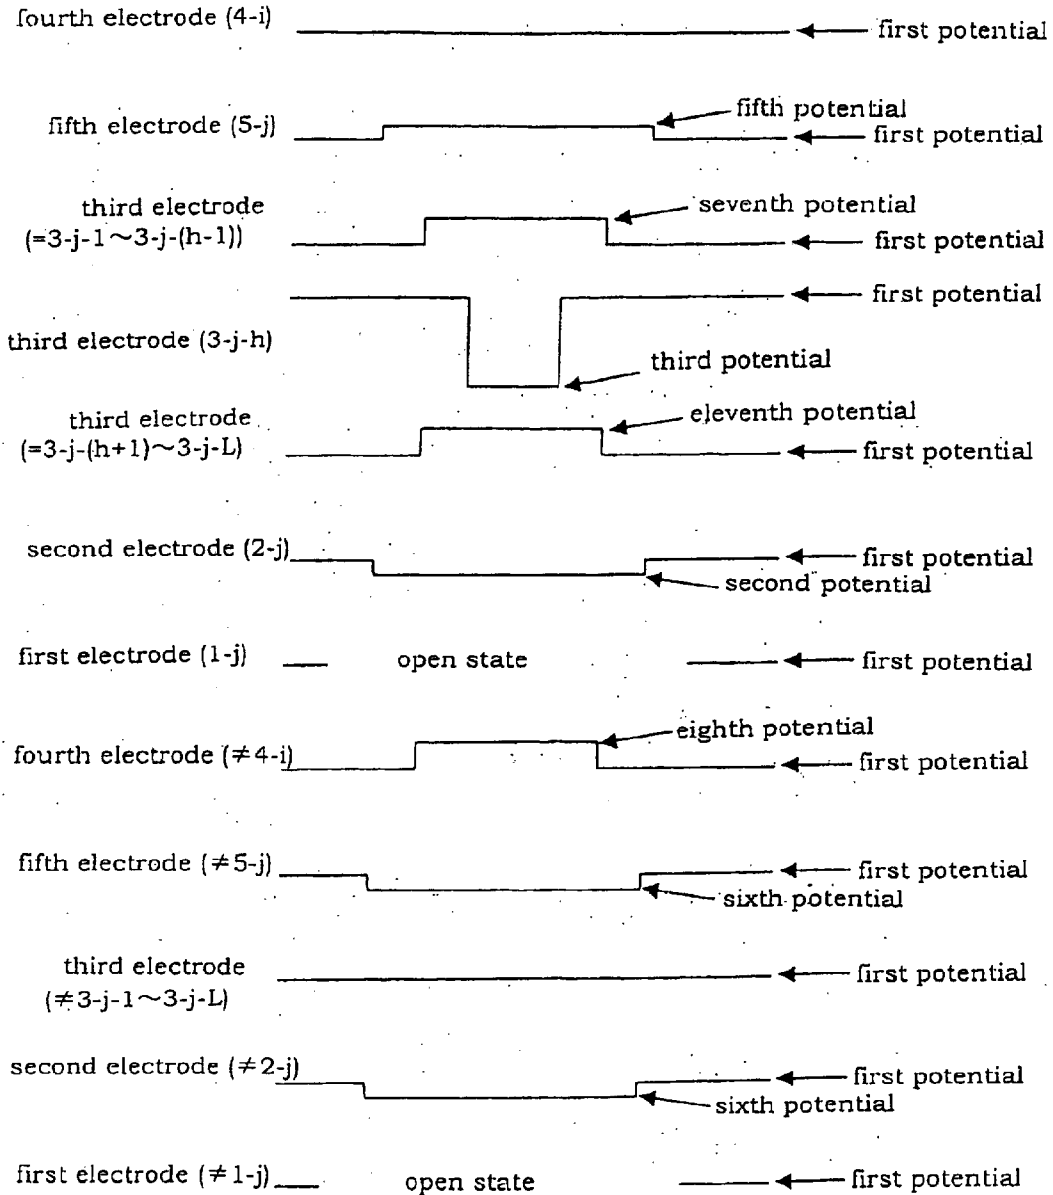 fourth electrode (4-i)
first potential
fifth electrode (5-j)
fifth potential
first potential
third electrode
(=3-j-1～3-j-(h-1))
seventh potential
first potential
first potential
third electrode (3-j-h)
third potential
third electrode
(=3-j-(h+1)～3-j-L)
eleventh potential
first potential
second electrode (2-j)
first potential
second potential
first electrode (1-j)
open state
first potential
fourth electrode (≠4-i)
eighth potential
first potential
fifth electrode (≠5-j)
first potential
sixth potential
third electrode
(≠3-j-1～3-j-L)
first potential
second electrode (≠2-j)
first potential
sixth potential
first electrode (≠1-j)
open state
first potential